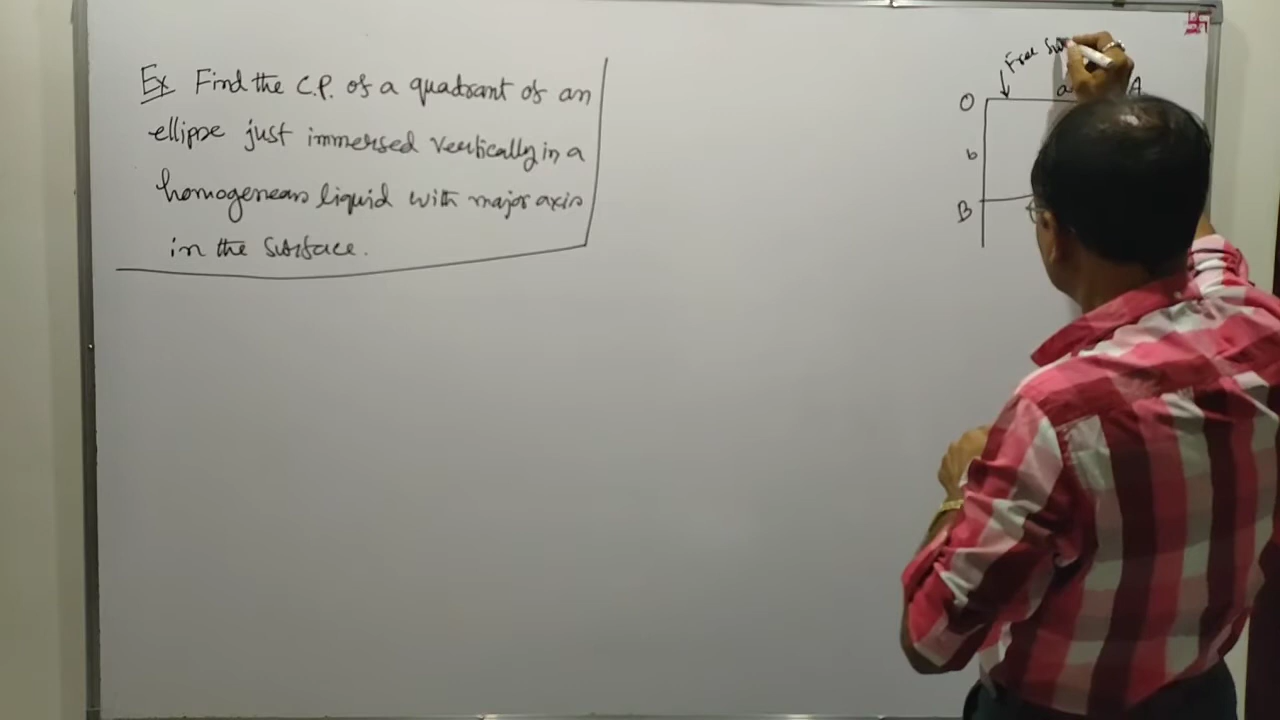 Ex Find the C.P. of a quadrant of an
ellipse just immersed vertically in a
homogeneous liquid with major axis
in the surface.
Free
O a A
b
B